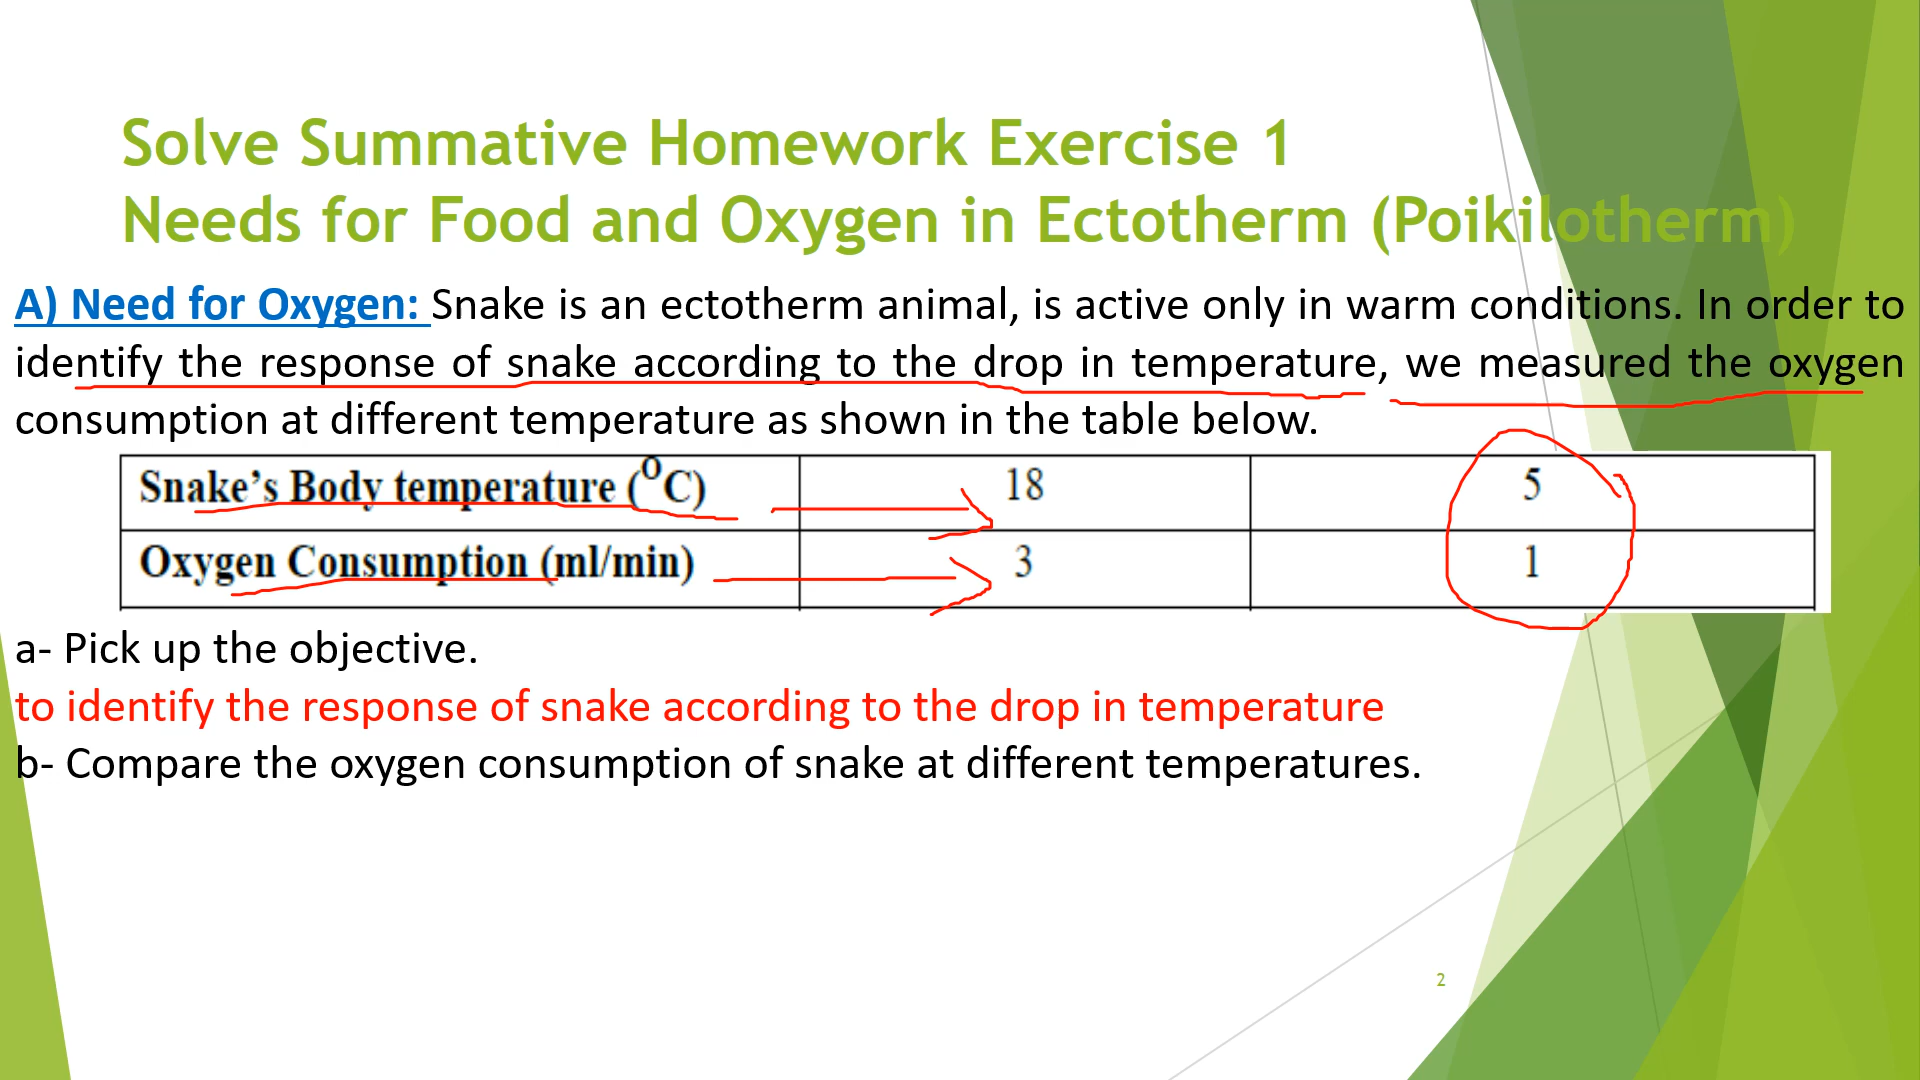 Solve Summative Homework Exercise 1
Needs for Food and Oxygen in Ectotherm (Poikilotherm)
A) Need for Oxygen: Snake is an ectotherm animal, is active only in warm conditions. In order to
identify the response of snake according to the drop in temperature, we measured the oxygen
consumption at different temperature as shown in the table below.
Snake’s Body temperature (⁰C) 18 5
Oxygen Consumption (ml/min) 3 1
a- Pick up the objective.
to identify the response of snake according to the drop in temperature
b- Compare the oxygen consumption of snake at different temperatures.
2